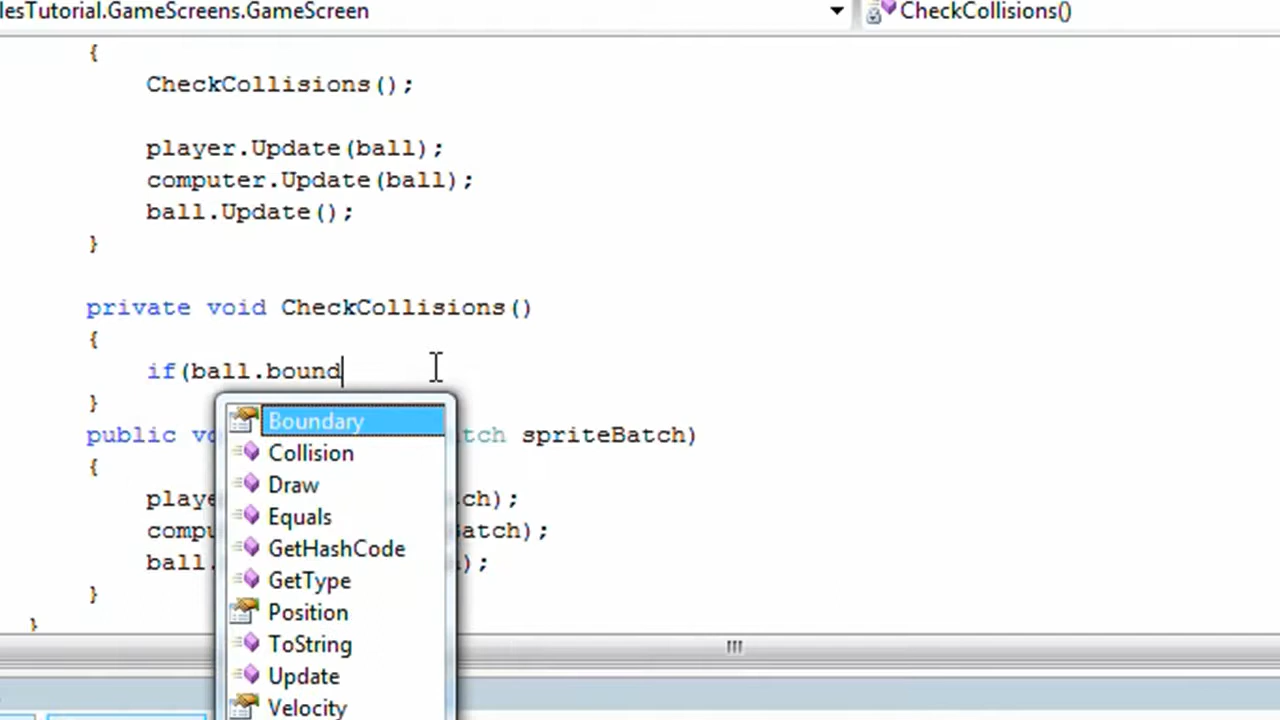 lesTutorial.GameScreens.GameScreen
CheckCollisions()
{
CheckCollisions();
player.Update(ball);
computer.Update(ball);
ball.Update();
}
private void CheckCollisions()
{
if(ball.bound
}
Boundary
public vo tch spriteBatch)
Collision
{
Draw
playe ch);
Equals
compu Batch);
GetHashCode
ball. );
GetType
}
Position
}
ToString
Update
Velocity